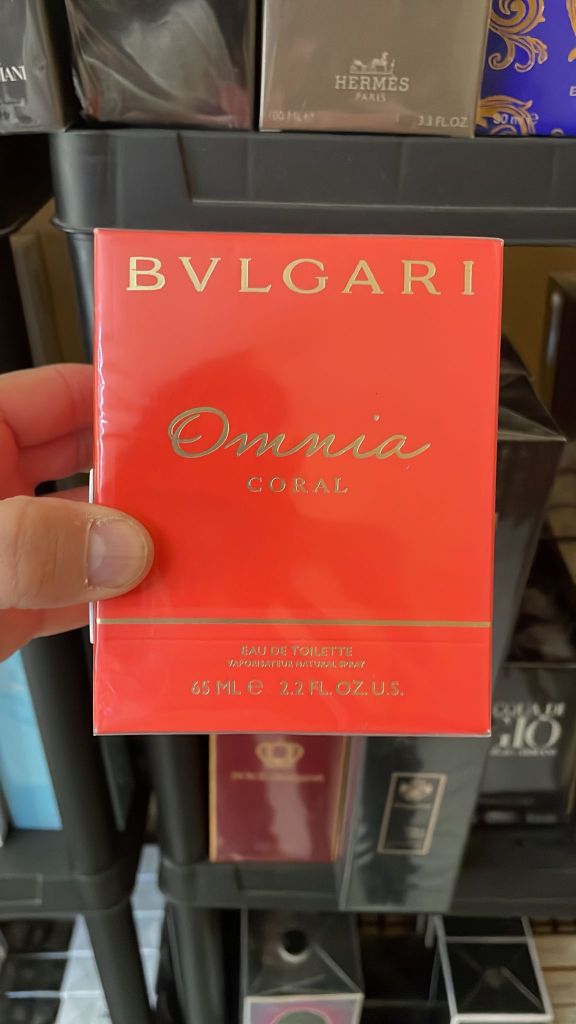 HERMÈS
PARIS
3.3 FL.OZ.
BVLGARI
Omnia
CORAL
EAU DE TOILETTE
VAPORISATEUR NATURAL SPRAY
65 ML e 2.2 FL. OZ. U.S.
GIÒ